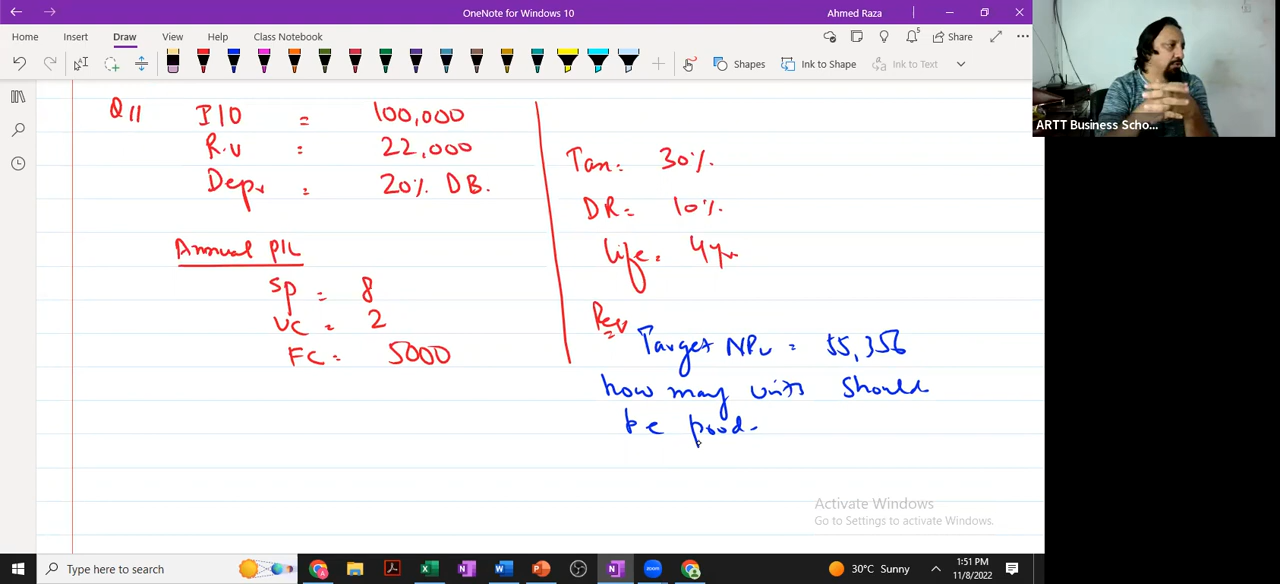 OneNote for Windows 10
Ahmed Raza
Home Insert Draw View Help Class Notebook
Share
Shapes
Ink to Shape
Ink to Text
ARTT Business Scho...
Q11 I/O = 100,000
R.V = 22,000
Depr = 20% DB.
Annual P/L
SP = 8
VC = 2
FC = 5000
Tax = 30%
DR = 10%
life = 4yr
Req
Target NPV = 55,356
how many units should
be prod.
Activate Windows
Go to Settings to activate Windows.
Type here to search
30°C Sunny
1:51 PM
11/8/2022